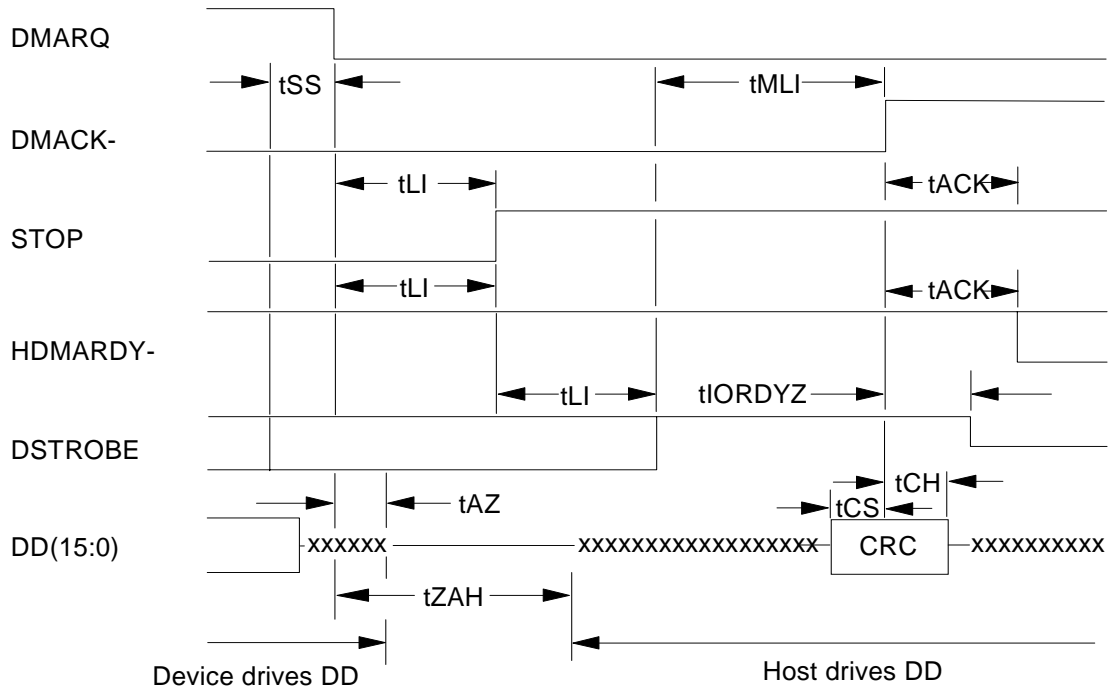 DMARQ
tSS
tMLI
DMACK-
tLI
tACK
STOP
tLI
tACK
HDMARDY-
tLI
tIORDYZ
DSTROBE
tCH
tAZ
tCS
DD(15:0)
xxxxxx
xxxxxxxxxxxxxxxxxx
CRC
xxxxxxxxxx
tZAH
Device drives DD
Host drives DD